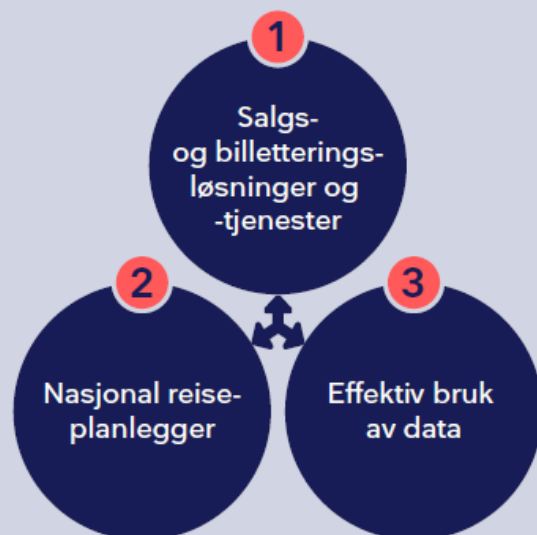 1
Salgs-
og billetterings-
løsninger og
-tjenester
2
Nasjonal reise-
planlegger
3
Effektiv bruk
av data